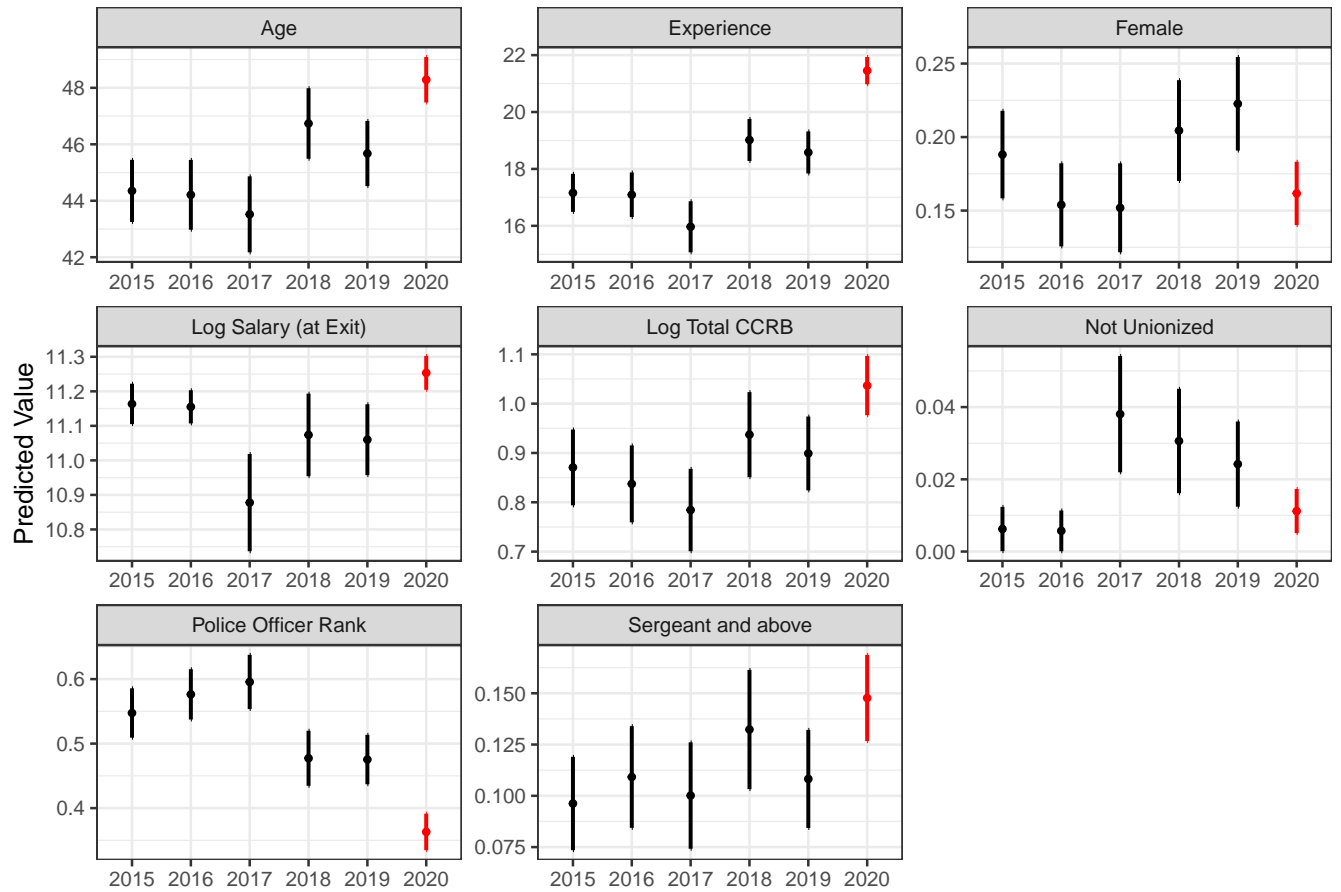 Age
Experience
Female
48
46
44
42
22
20
18
16
0.25
0.20
0.15
2015 2016 2017 2018 2019 2020
2015 2016 2017 2018 2019 2020
2015 2016 2017 2018 2019 2020
Predicted Value
Log Salary (at Exit)
Log Total CCRB
Not Unionized
11.3
11.2
11.1
11.0
10.9
10.8
1.1
1.0
0.9
0.8
0.7
0.04
0.02
0.00
2015 2016 2017 2018 2019 2020
2015 2016 2017 2018 2019 2020
2015 2016 2017 2018 2019 2020
Police Officer Rank
Sergeant and above
0.6
0.5
0.4
0.150
0.125
0.100
0.075
2015 2016 2017 2018 2019 2020
2015 2016 2017 2018 2019 2020